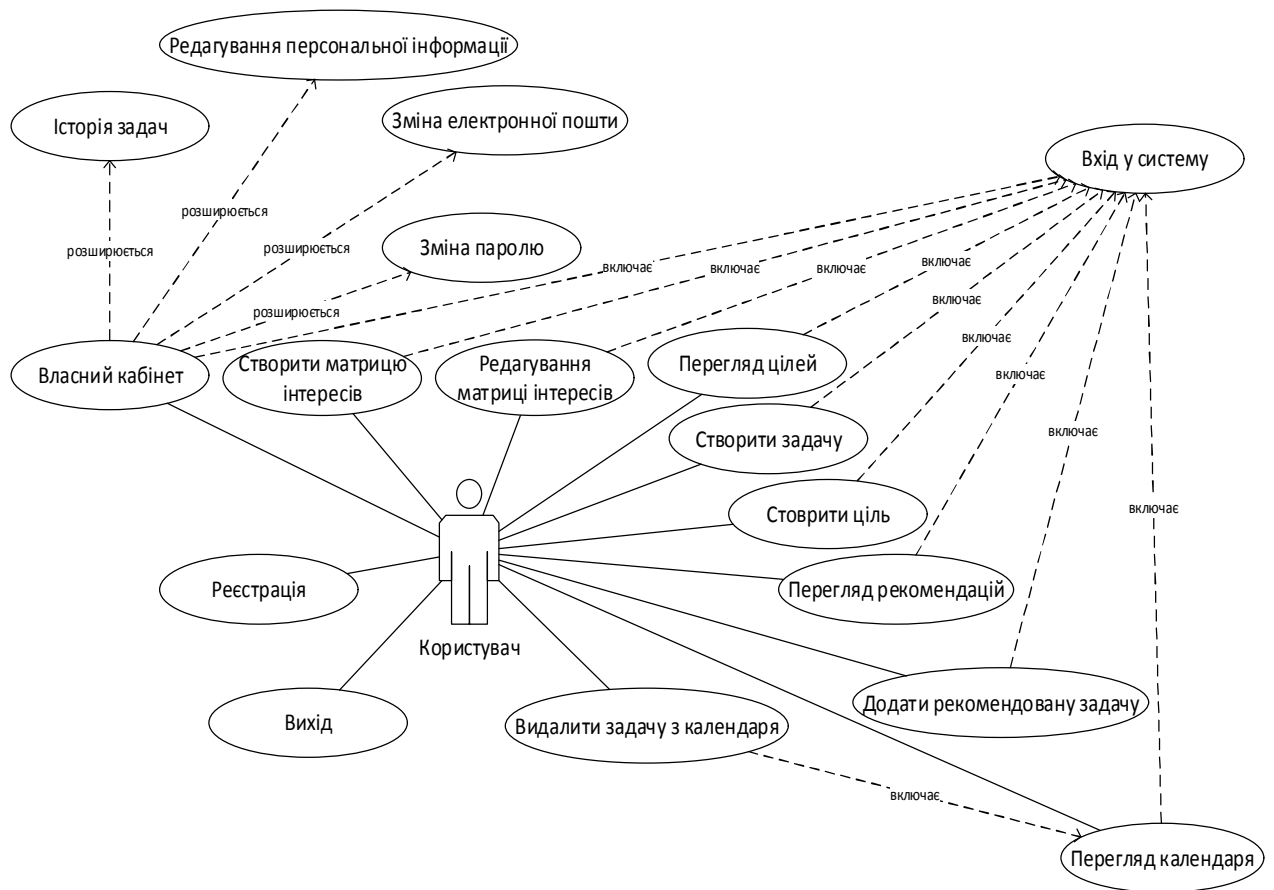 Редагування персональної інформації
Історія задач
Зміна електронної пошти
Вхід у систему
розширюється
розширюється
розширюється
Зміна паролю
включає
включає
включає
включає
включає
розширюється
включає
Власний кабінет
Створити матрицю
інтересів
Редагування
матриці інтересів
Перегляд цілей
включає
Створити задачу
включає
Стоврити ціль
включає
Реєстрація
Перегляд рекомендацій
Користувач
Вихід
Видалити задачу з календаря
Додати рекомендовану задачу
включає
Перегляд календаря